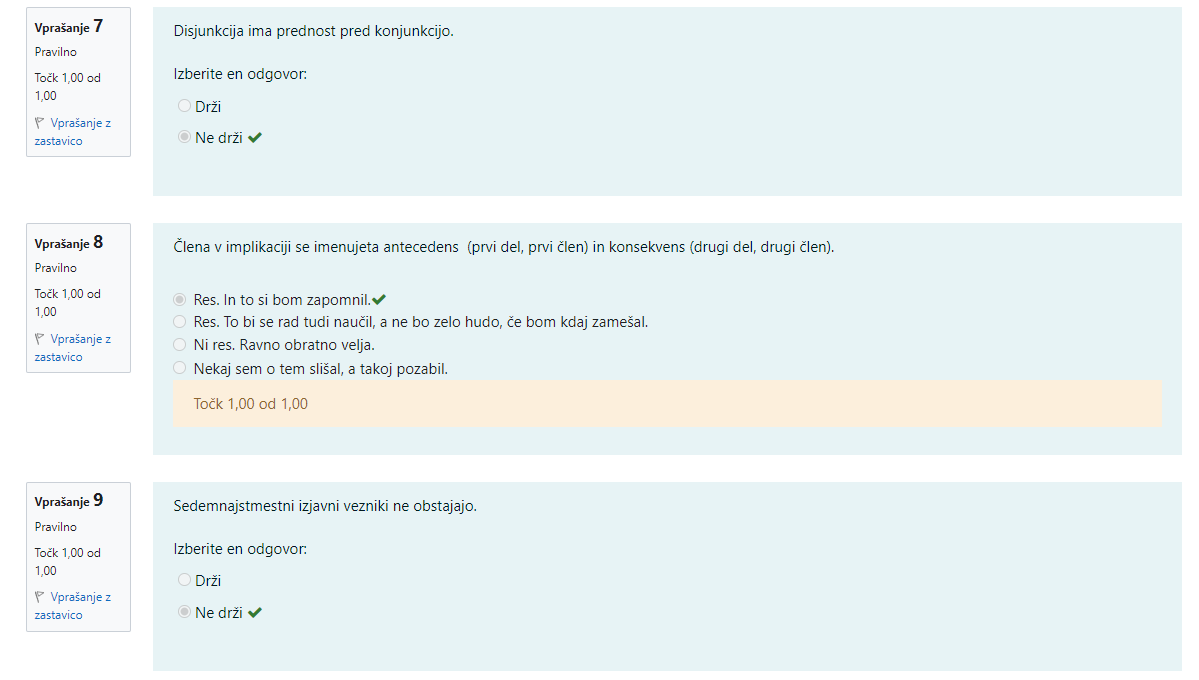 Vprašanje 7
Pravilno
Točk 1,00 od
1,00
Vprašanje z
zastavico
Disjunkcija ima prednost pred konjunkcijo.
Izberite en odgovor:
Drži
Ne drži
Vprašanje 8
Pravilno
Točk 1,00 od
1,00
Vprašanje z
zastavico
Člena v implikaciji se imenujeta antecedens (prvi del, prvi člen) in konsekvens (drugi del, drugi člen).
Res. In to si bom zapomnil.
Res. To bi se rad tudi naučil, a ne bo zelo hudo, če bom kdaj zamešal.
Ni res. Ravno obratno velja.
Nekaj sem o tem slišal, a takoj pozabil.
Točk 1,00 od 1,00
Vprašanje 9
Pravilno
Točk 1,00 od
1,00
Vprašanje z
zastavico
Sedemnajstmestni izjavni vezniki ne obstajajo.
Izberite en odgovor:
Drži
Ne drži